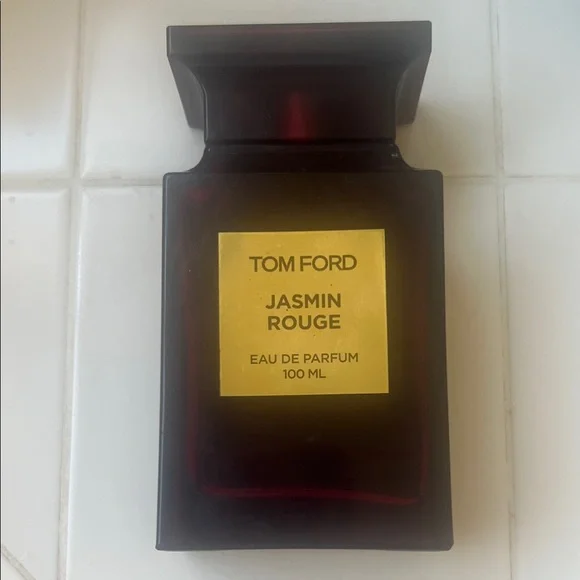 TOM FORD
JASMIN
ROUGE
EAU DE PARFUM
100 ML